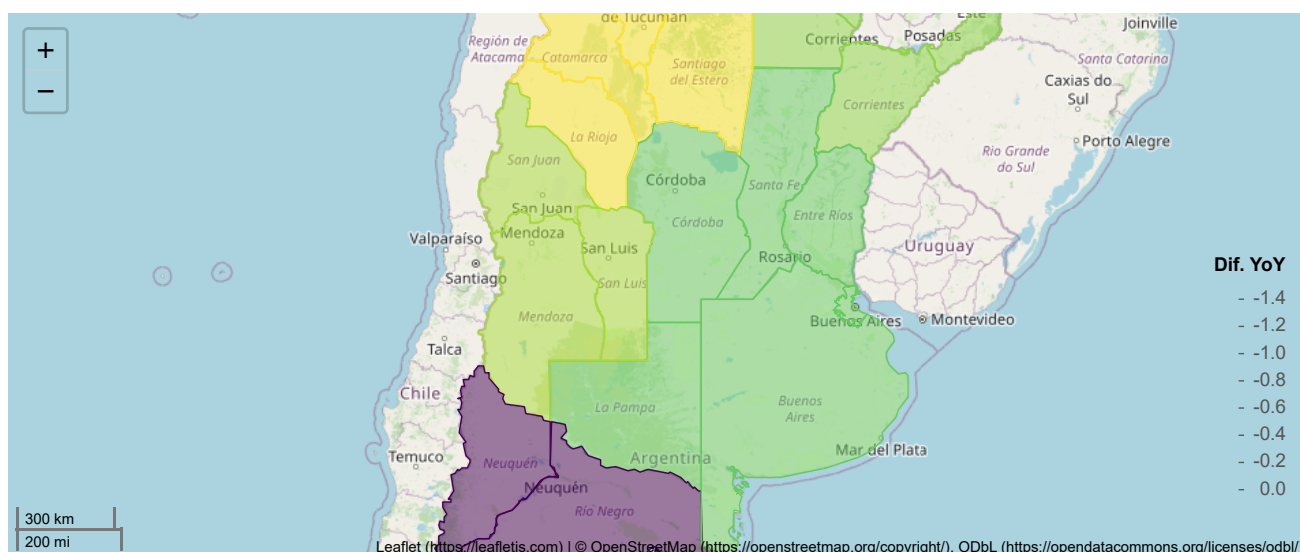 +
−
de Tucumán
Este
Joinville
Región de
Atacama
Catamarca
Corrientes
Posadas
Santa Catarina
Santiago
del Estero
Caxias do
Sul
Corrientes
La Rioja
Porto Alegre
Rio Grande
do Sul
San Juan
Córdoba
Santa Fe
San Juan
Córdoba
Entre Ríos
Valparaíso
Mendoza
San Luis
Uruguay
Rosario
Dif. YoY
Santiago
San Luis
- -1.4
Mendoza
Buenos Aires
Montevideo
- -1.2
Talca
- -1.0
- -0.8
Chile
La Pampa
Buenos
Aires
- -0.6
- -0.4
Temuco
Neuquén
Argentina
Mar del Plata
- -0.2
Neuquén
- 0.0
Río Negro
300 km
200 mi
Leaflet (https://leafletjs.com) | © OpenStreetMap (https://openstreetmap.org/copyright/), ODbL (https://opendatacommons.org/licenses/odbl/